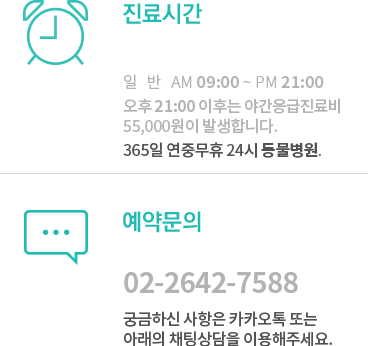 진료시간
일 반 AM 09:00 ~ PM 21:00
오후 21:00 이후는 야간응급진료비
55,000원이 발생합니다.
365일 연중무휴 24시 동물병원.
예약문의
02-2642-7588
궁금하신 사항은 카카오톡 또는
아래의 채팅상담을 이용해주세요.